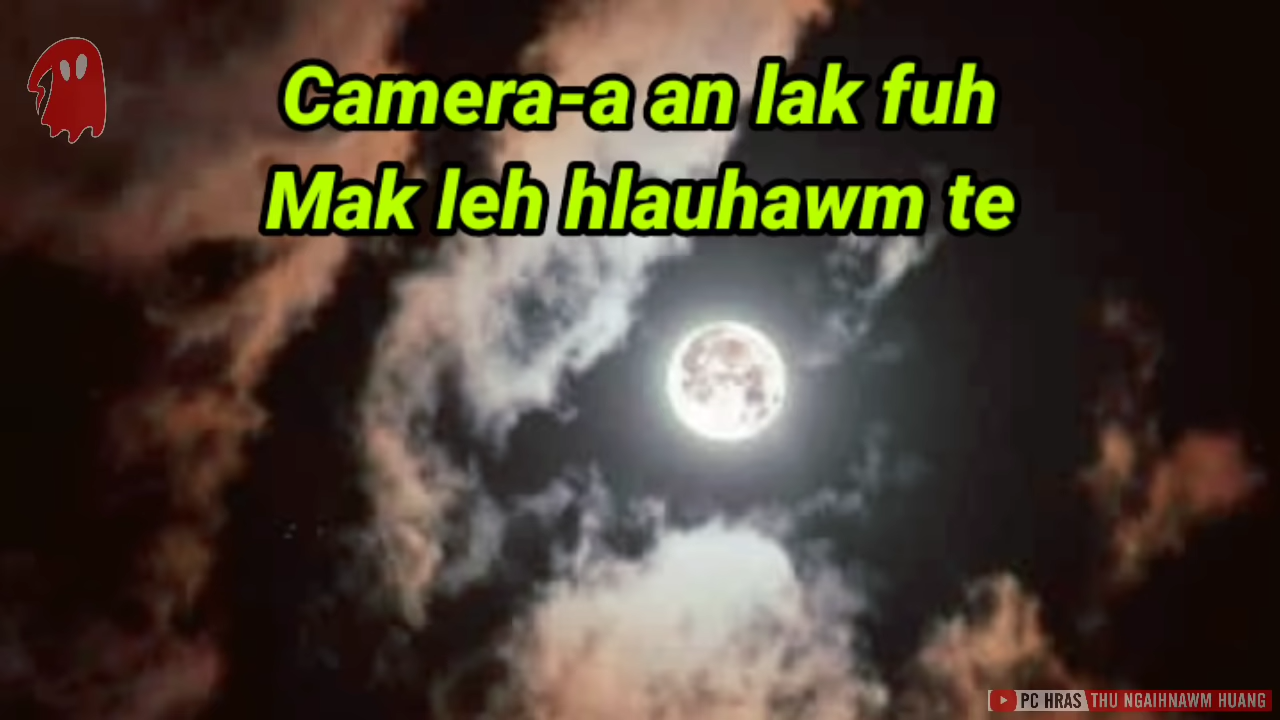 Camera-a an lak fuh
Mak leh hlauhawm te
PC HRAS THU NGAIHNAWM HUANG